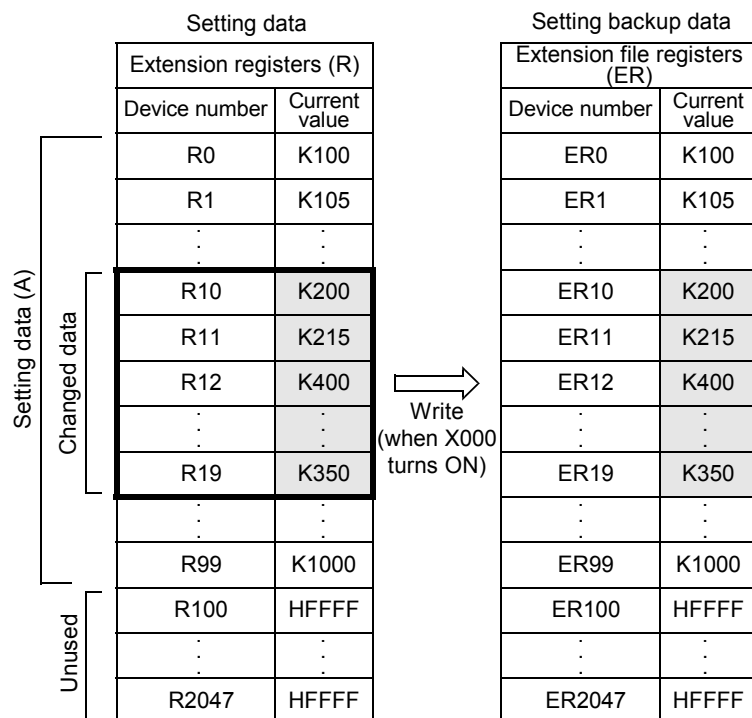 Setting data
Setting backup data
Extension registers (R)
Extension file registers
(ER)
Device number
Current
value
Device number
Current
value
R0 K100
ER0 K100
R1 K105
ER1 K105
: :
: :
R10 K200
ER10 K200
R11 K215
ER11 K215
R12 K400
ER12 K400
: :
: :
R19 K350
ER19 K350
: :
: :
R99 K1000
ER99 K1000
R100 HFFFF
ER100 HFFFF
: :
: :
R2047 HFFFF
ER2047 HFFFF
Setting data (A)
Changed data
Unused
Write
(when X000
turns ON)